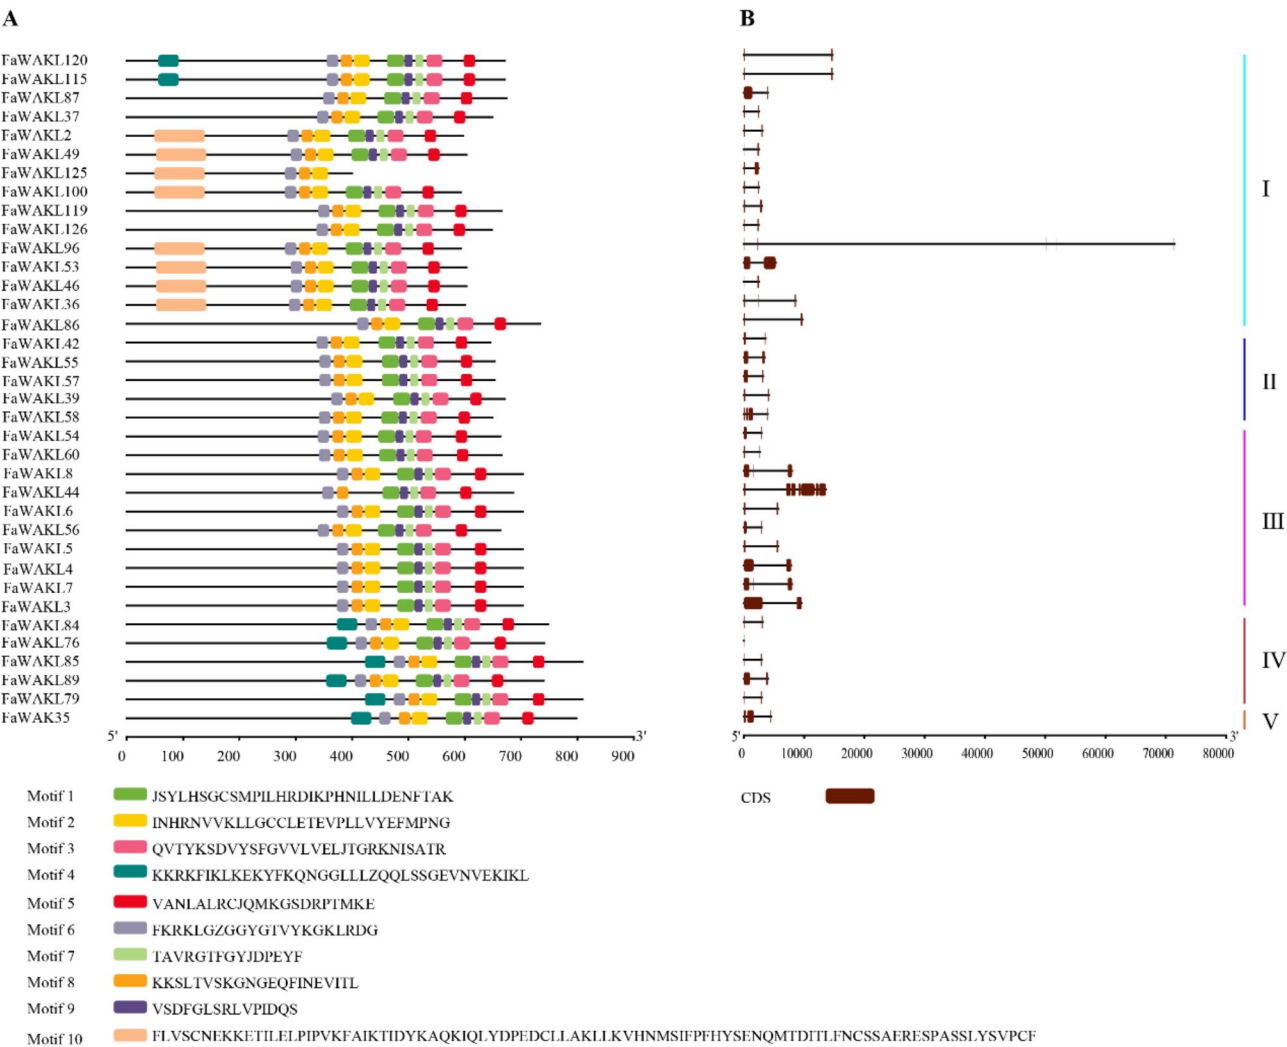 A
B
FaWAKL120
FaWAKL115
FaWAKL87
FaWAKL37
FaWAKL2
FaWAKL49
FaWAKL125
FaWAKL100
FaWAKL119
FaWAKL126
FaWAKL96
FaWAKL53
FaWAKL46
FaWAKL36
FaWAKL86
I
FaWAKL42
FaWAKL55
FaWAKL57
FaWAKL39
FaWAKL58
II
FaWAKL54
FaWAKL60
FaWAKL8
FaWAKL44
FaWAKL6
FaWAKL56
FaWAKL5
FaWAKL4
FaWAKL7
FaWAKL3
III
FaWAKL84
FaWAKL76
FaWAKL85
FaWAKL89
FaWAKL79
IV
FaWAK35
V
5' 3'
0 100 200 300 400 500 600 700 800 900
5' 3'
0 10000 20000 30000 40000 50000 60000 70000 80000
CDS
Motif 1 JSYLHSGCSMPILHRDIKPHNILLDENFTAK
Motif 2 INHRNVVKLLGCCLETEVPLLVYEFMPNG
Motif 3 QVTYKSDVYSFGVVLVELJTGRKNISATR
Motif 4 KKRKFIKLKEKYFKQNGGLLLZQQLSSGEVNVEKIKL
Motif 5 VANLALRCJQMKGSDRPTMKE
Motif 6 FKRKLGZGGYGTVYKGKLRDG
Motif 7 TAVRGTFGYJDPEYF
Motif 8 KKSLTVSKGNGEQFINEVITL
Motif 9 VSDFGLSRLVPIDQS
Motif 10 FLVSCNEKKETILELPIPVKFAIKTIDYKAQKIQLYDPEDCLLAKLLKVHNMSIFPFHYSENQMTDITLFNCSSAERESPASSLYSVPCF